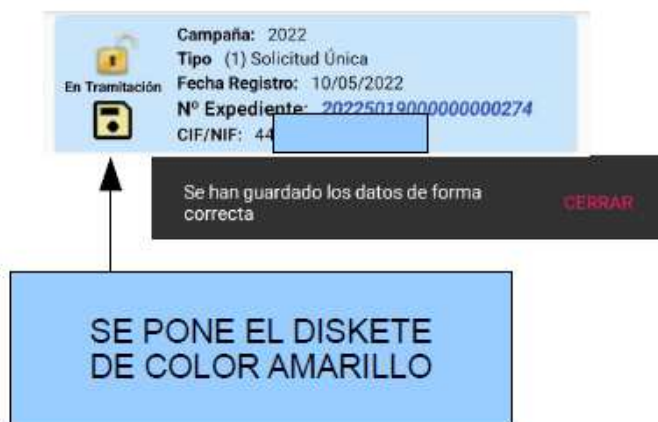 Campaña: 2022
Tipo (1) Solicitud Única
En Tramitación
Fecha Registro: 10/05/2022
Nº Expediente: 20225019000000000274
CIF/NIF: 44
Se han guardado los datos de forma
correcta
CERRAR
SE PONE EL DISKETE
DE COLOR AMARILLO